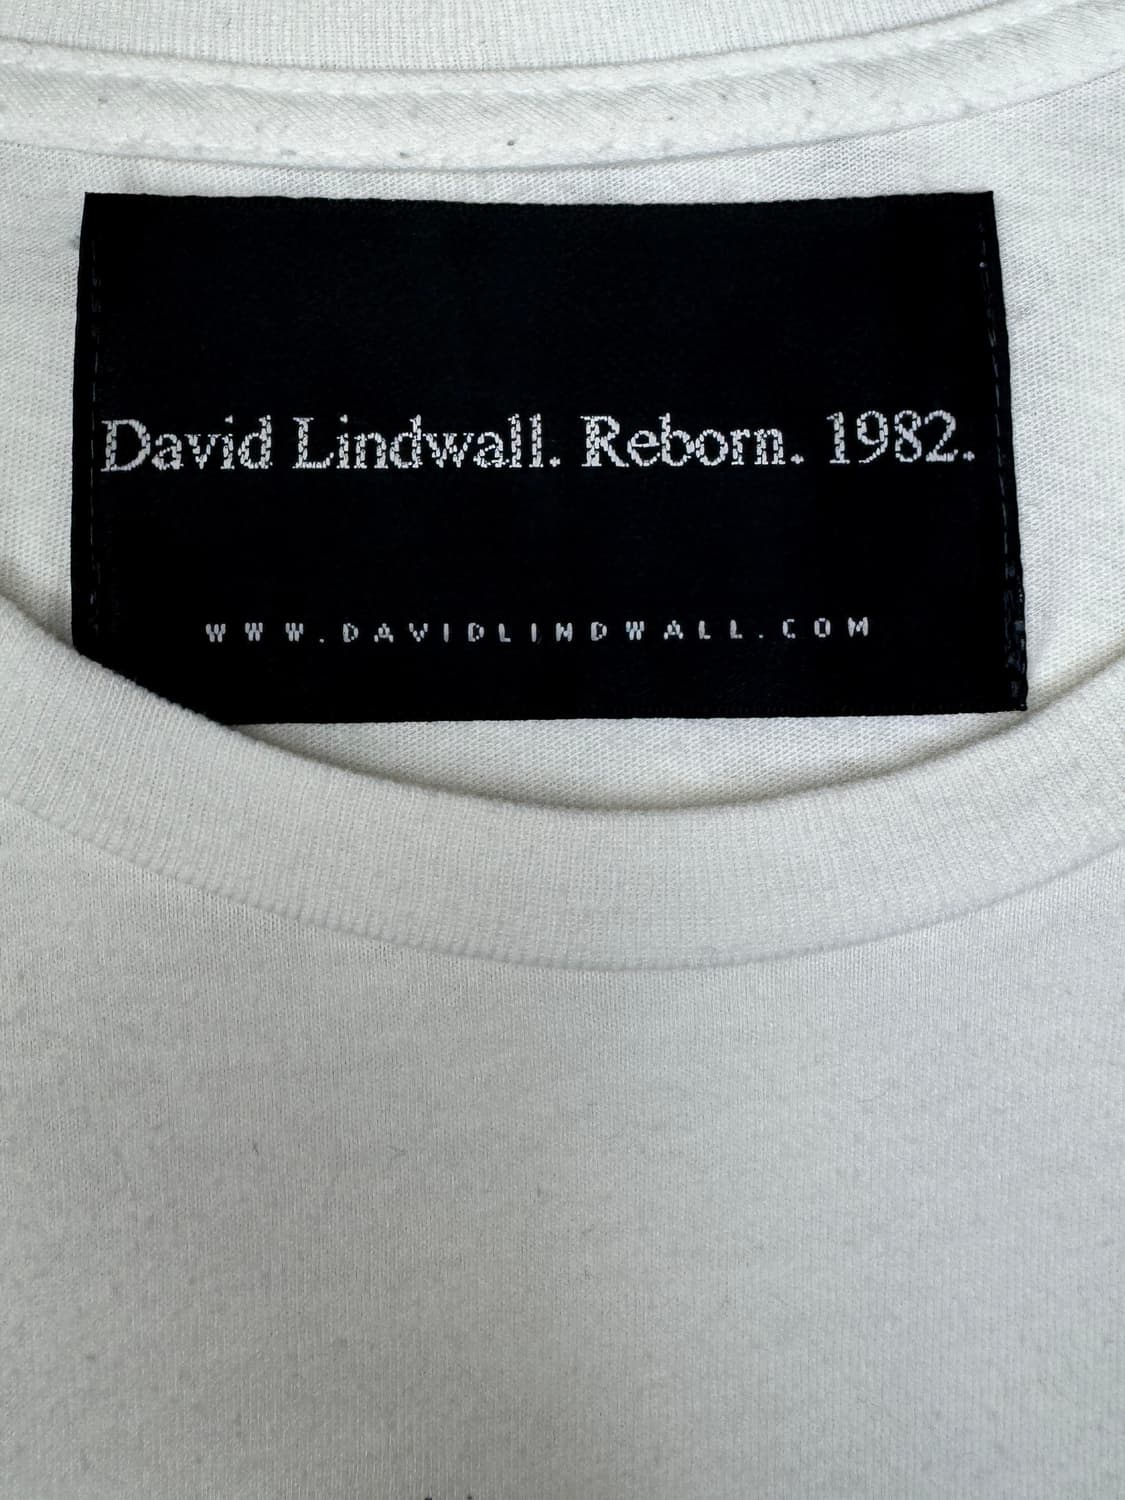 David Lindwall. Reborn. 1982.
WWW.DAVIDLINDWALL.COM